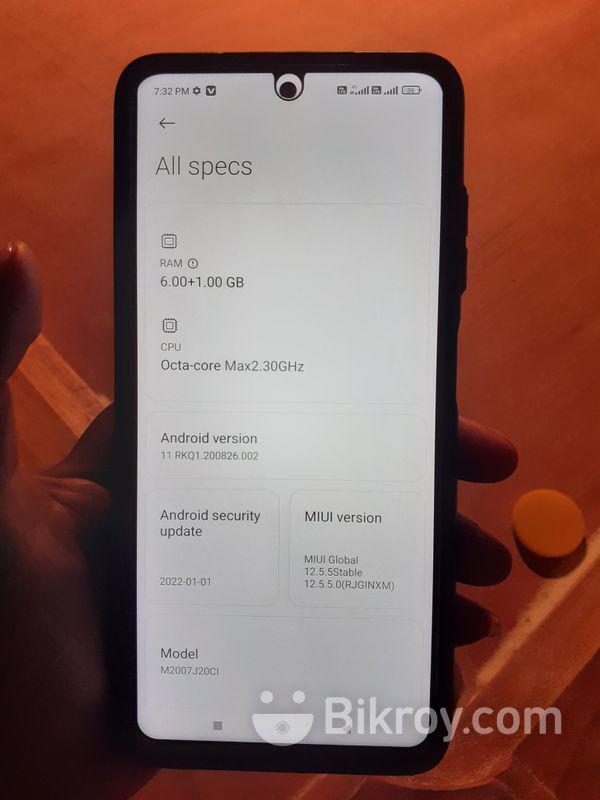 7:32 PM
36
All specs
RAM
6.00+1.00 GB
CPU
Octa-core Max2.30GHz
Android version
11 RKQ1.200826.002
Android security
update
2022-01-01
MIUI version
MIUI Global
12.5.5Stable
12.5.5.0(RJGINXM)
Model
M2007J20CI
Bikroy.com